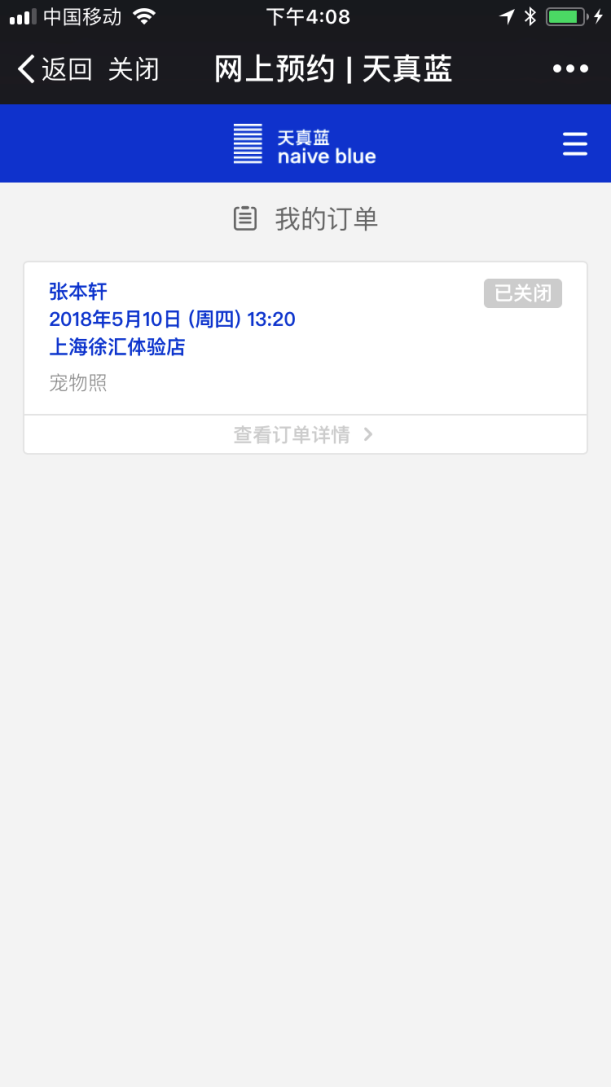 中国移动 下午4:08
返回 关闭 网上预约 | 天真蓝
天真蓝
naive blue
我的订单
张本轩 已关闭
2018年5月10日 (周四) 13:20
上海徐汇体验店
宠物照
查看订单详情